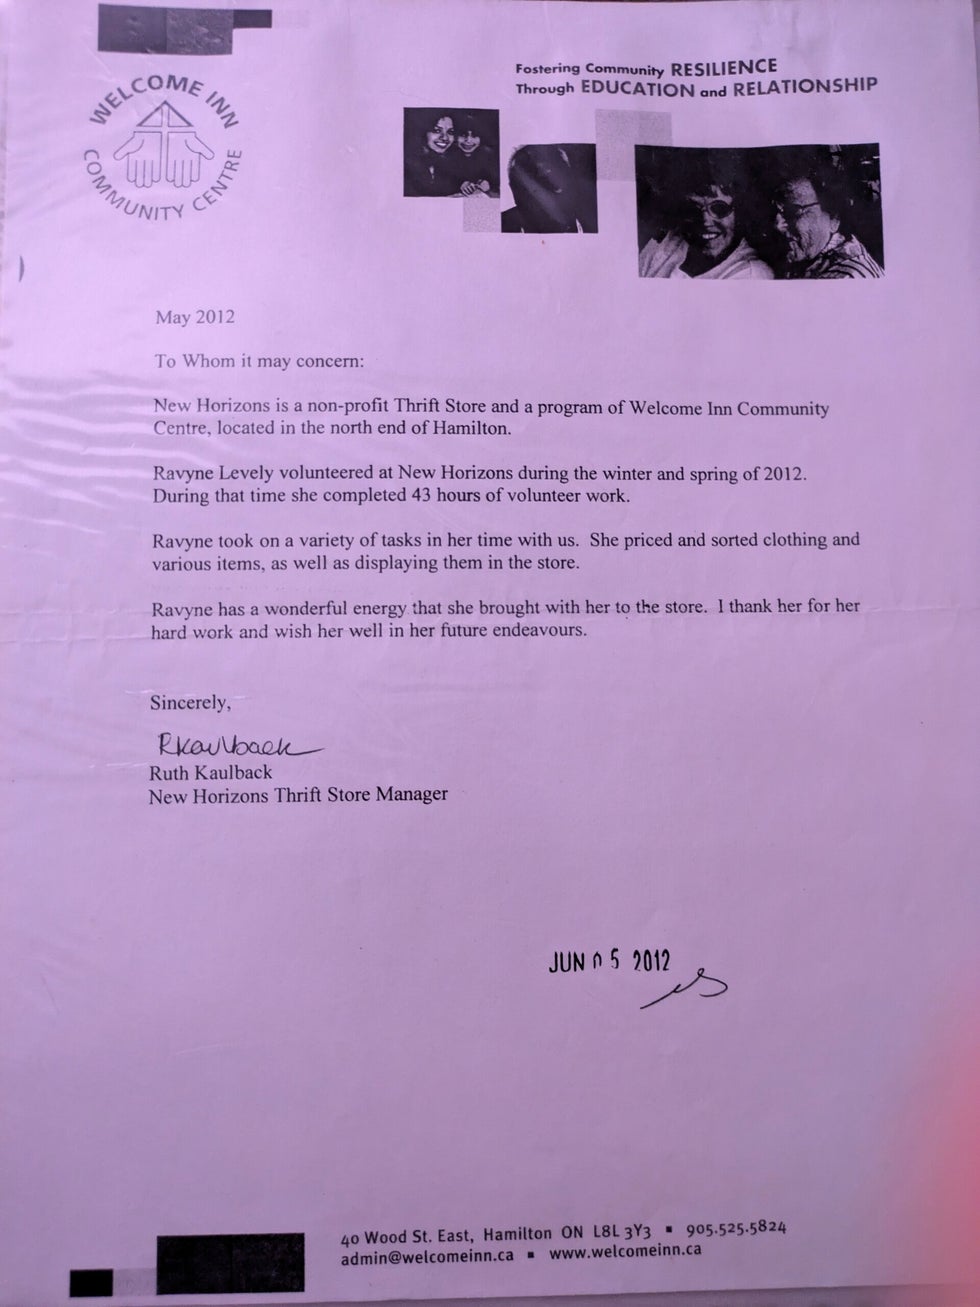 WELCOME INN
COMMUNITY CENTRE
Fostering Community RESILIENCE
Through EDUCATION and RELATIONSHIP
May 2012
To Whom it may concern:
New Horizons is a non-profit Thrift Store and a program of Welcome Inn Community
Centre, located in the north end of Hamilton.
Ravyne Levely volunteered at New Horizons during the winter and spring of 2012.
During that time she completed 43 hours of volunteer work.
Ravyne took on a variety of tasks in her time with us.  She priced and sorted clothing and
various items, as well as displaying them in the store.
Ravyne has a wonderful energy that she brought with her to the store.  I thank her for her
hard work and wish her well in her future endeavours.
Sincerely,
RKaulback
Ruth Kaulback
New Horizons Thrift Store Manager
JUN 05 2012
40 Wood St. East, Hamilton ON L8L 3Y3 ▪ 905.525.5824
admin@welcomeinn.ca ▪ www.welcomeinn.ca